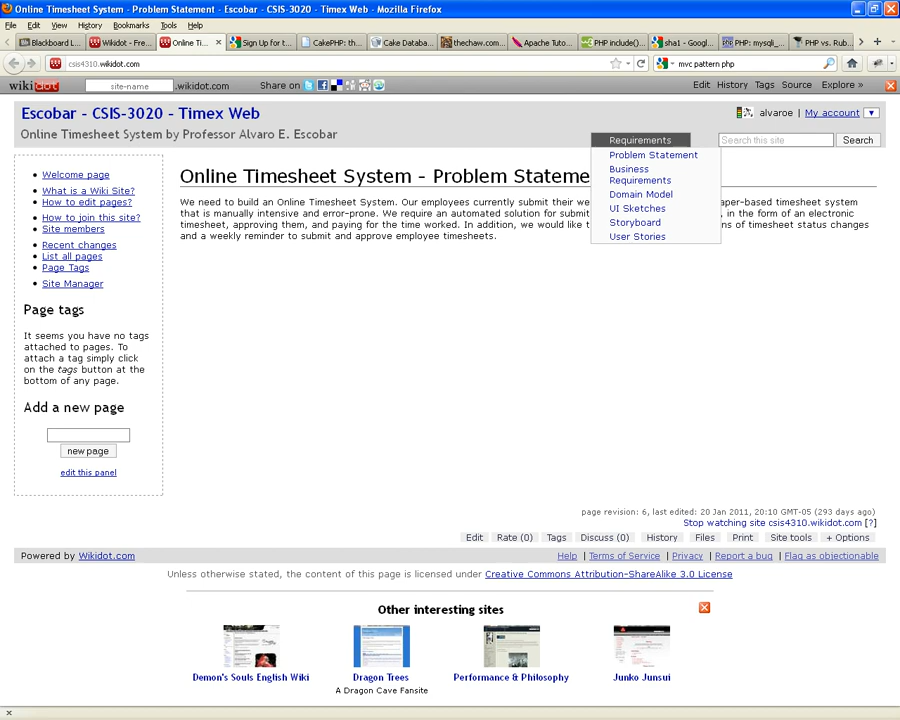 Online Timesheet System - Problem Statement - Escobar - CSIS-3020 - Timex Web - Mozilla Firefox
File Edit View History Bookmarks Tools Help
Blackboard L... Wikidot - Fre... Online Ti... Sign Up for t... CakePHP: th... Cake Databa... thechaw.com... Apache Tuto... PHP include()... sha1 - Googl... PHP: mysqli_... PHP vs. Rub...
csis4310.wikidot.com
mvc pattern php
wikidot site-name .wikidot.com Share on Edit History Tags Source Explore »
Escobar - CSIS-3020 - Timex Web
alvaroe | My account
Online Timesheet System by Professor Alvaro E. Escobar
Requirements
Search this site Search
Problem Statement
Business
Requirements
Domain Model
UI Sketches
Storyboard
User Stories
Welcome page
What is a Wiki Site?
How to edit pages?
How to join this site?
Site members
Recent changes
List all pages
Page Tags
Site Manager
Page tags
It seems you have no tags
attached to pages. To
attach a tag simply click
on the tags button at the
bottom of any page.
Add a new page
new page
edit this panel
Online Timesheet System - Problem Stateme
We need to build an Online Timesheet System. Our employees currently submit their we aper-based timesheet system
that is manually intensive and error-prone. We require an automated solution for submit , in the form of an electronic
timesheet, approving them, and paying for the time worked. In addition, we would like t ns of timesheet status changes
and a weekly reminder to submit and approve employee timesheets.
page revision: 6, last edited: 20 Jan 2011, 20:10 GMT-05 (293 days ago)
Stop watching site csis4310.wikidot.com [?]
Edit Rate (0) Tags Discuss (0) History Files Print Site tools + Options
Powered by Wikidot.com
Help | Terms of Service | Privacy | Report a bug | Flag as objectionable
Unless otherwise stated, the content of this page is licensed under Creative Commons Attribution-ShareAlike 3.0 License
Other interesting sites
Demon's Souls English Wiki
Dragon Trees
A Dragon Cave Fansite
Performance & Philosophy
Junko Junsui